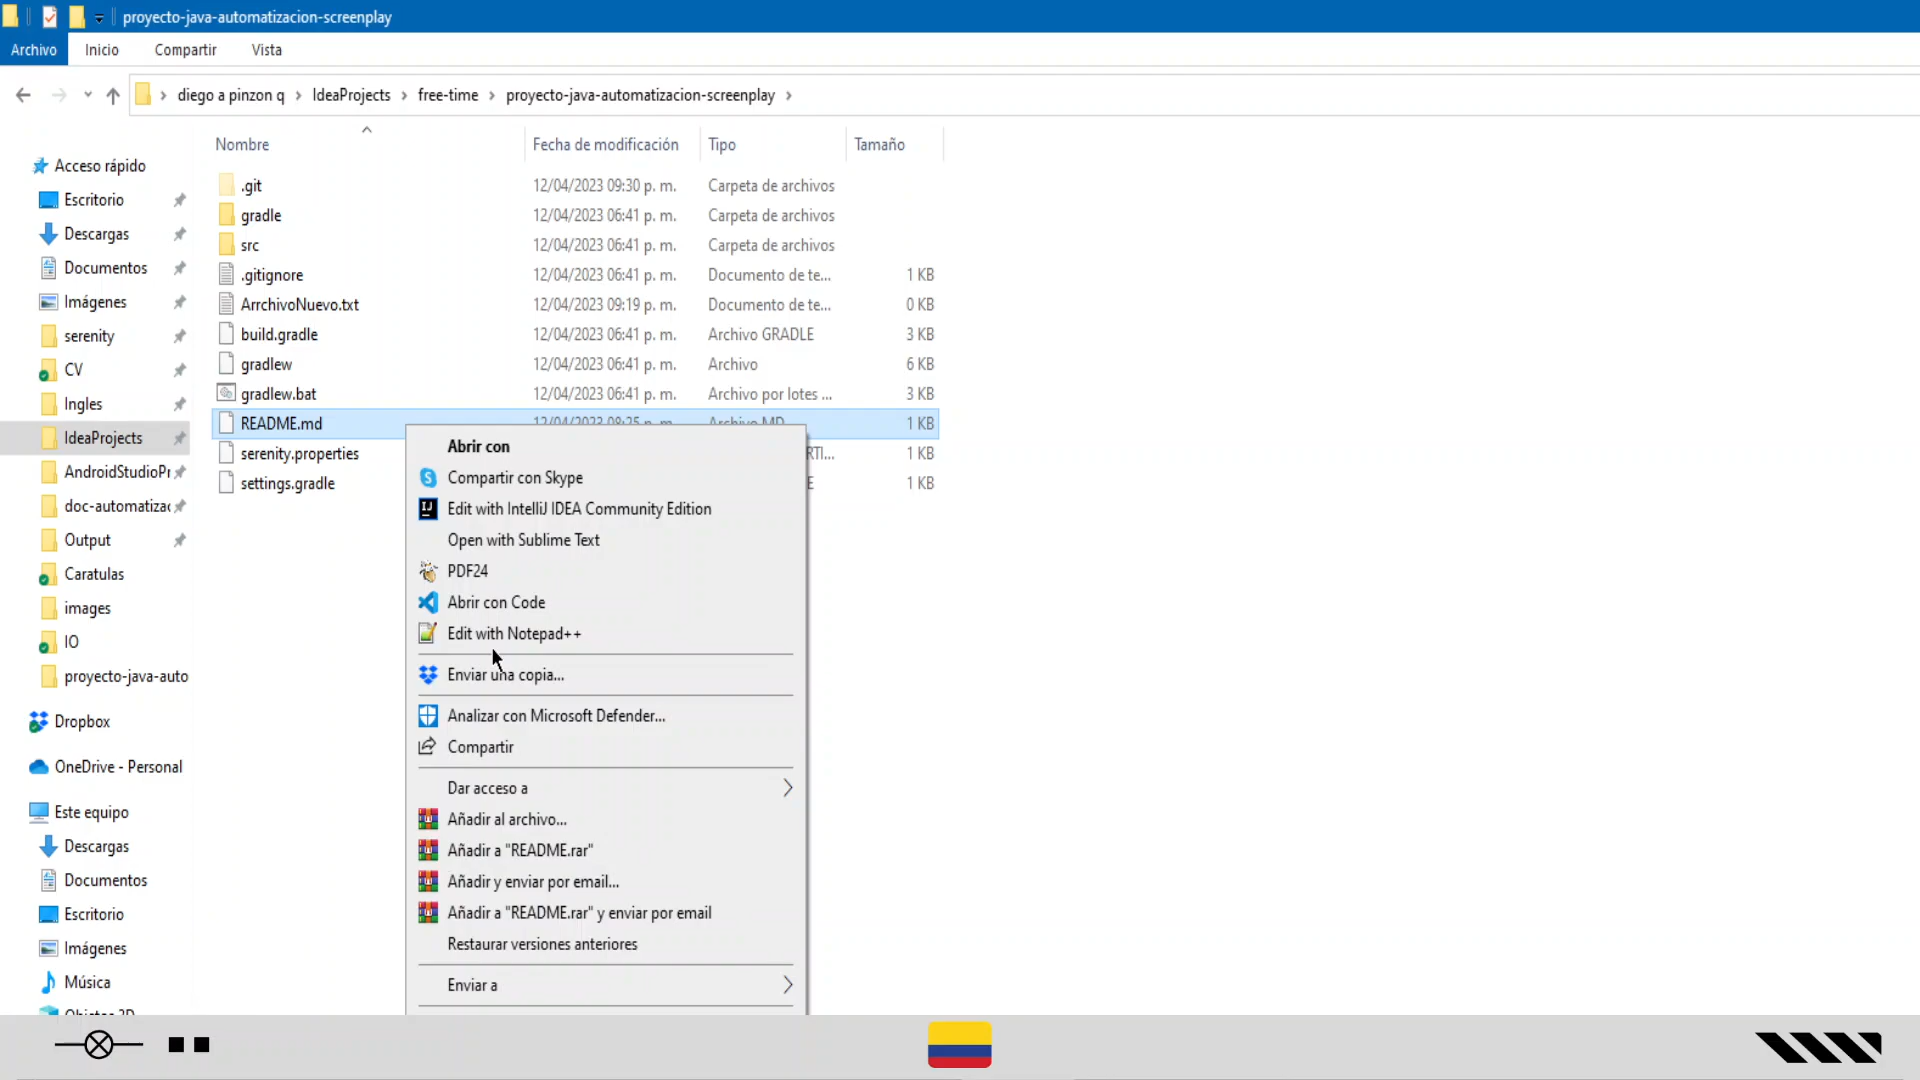 proyecto-java-automatizacion-screenplay
Archivo Inicio Compartir Vista
diego a pinzon q › IdeaProjects › free-time › proyecto-java-automatizacion-screenplay ›
Nombre Fecha de modificación Tipo Tamaño
Acceso rápido
Escritorio
Descargas
Documentos
Imágenes
serenity
CV
Ingles
IdeaProjects
AndroidStudioPr
doc-automatizac
Output
Caratulas
images
IO
proyecto-java-auto
Dropbox
OneDrive - Personal
Este equipo
Descargas
Documentos
Escritorio
Imágenes
Música
.git 12/04/2023 09:30 p. m. Carpeta de archivos
gradle 12/04/2023 06:41 p. m. Carpeta de archivos
src 12/04/2023 06:41 p. m. Carpeta de archivos
.gitignore 12/04/2023 06:41 p. m. Documento de te... 1 KB
ArrchivoNuevo.txt 12/04/2023 09:19 p. m. Documento de te... 0 KB
build.gradle 12/04/2023 06:41 p. m. Archivo GRADLE 3 KB
gradlew 12/04/2023 06:41 p. m. Archivo 6 KB
gradlew.bat 12/04/2023 06:41 p. m. Archivo por lotes ... 3 KB
README.md 1 KB
serenity.properties RTI... 1 KB
settings.gradle E 1 KB
Abrir con
Compartir con Skype
Edit with IntelliJ IDEA Community Edition
Open with Sublime Text
PDF24
Abrir con Code
Edit with Notepad++
Enviar una copia...
Analizar con Microsoft Defender...
Compartir
Dar acceso a
Añadir al archivo...
Añadir a "README.rar"
Añadir y enviar por email...
Añadir a "README.rar" y enviar por email
Restaurar versiones anteriores
Enviar a